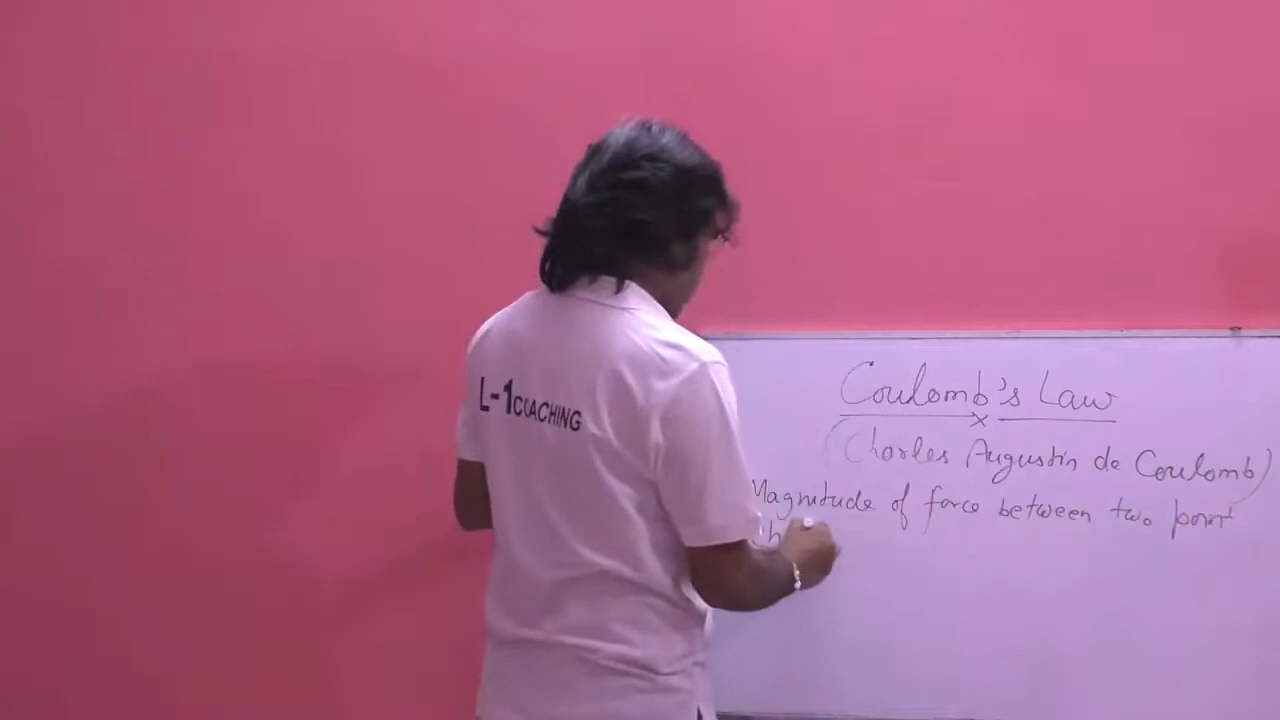 L-1 COACHING
Coulomb's Law
(Charles Augustin de Coulomb)
Magnitude of force between two point